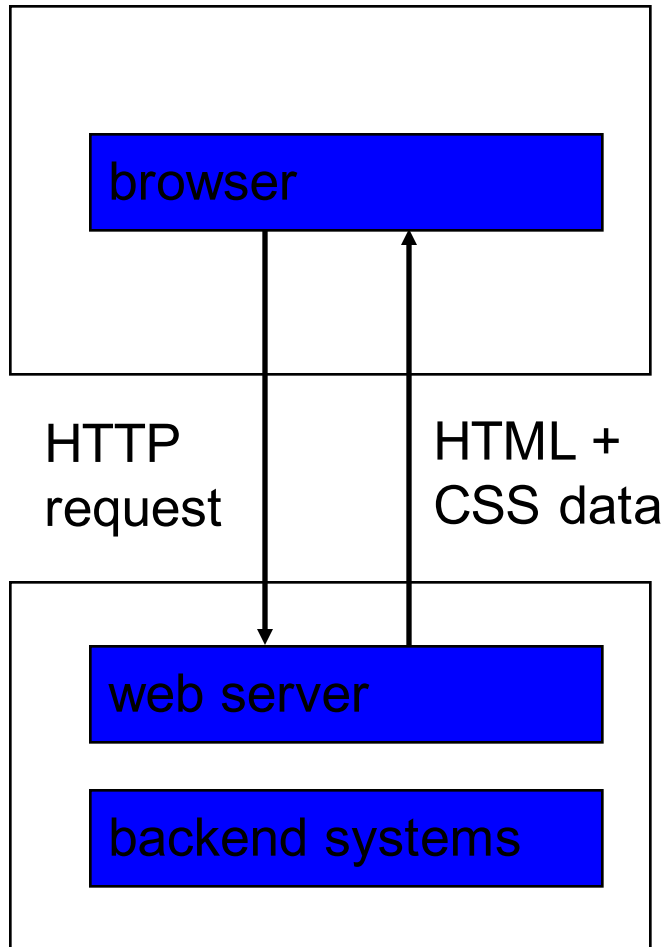 browser
HTTP
request
HTML +
CSS data
web server
backend systems